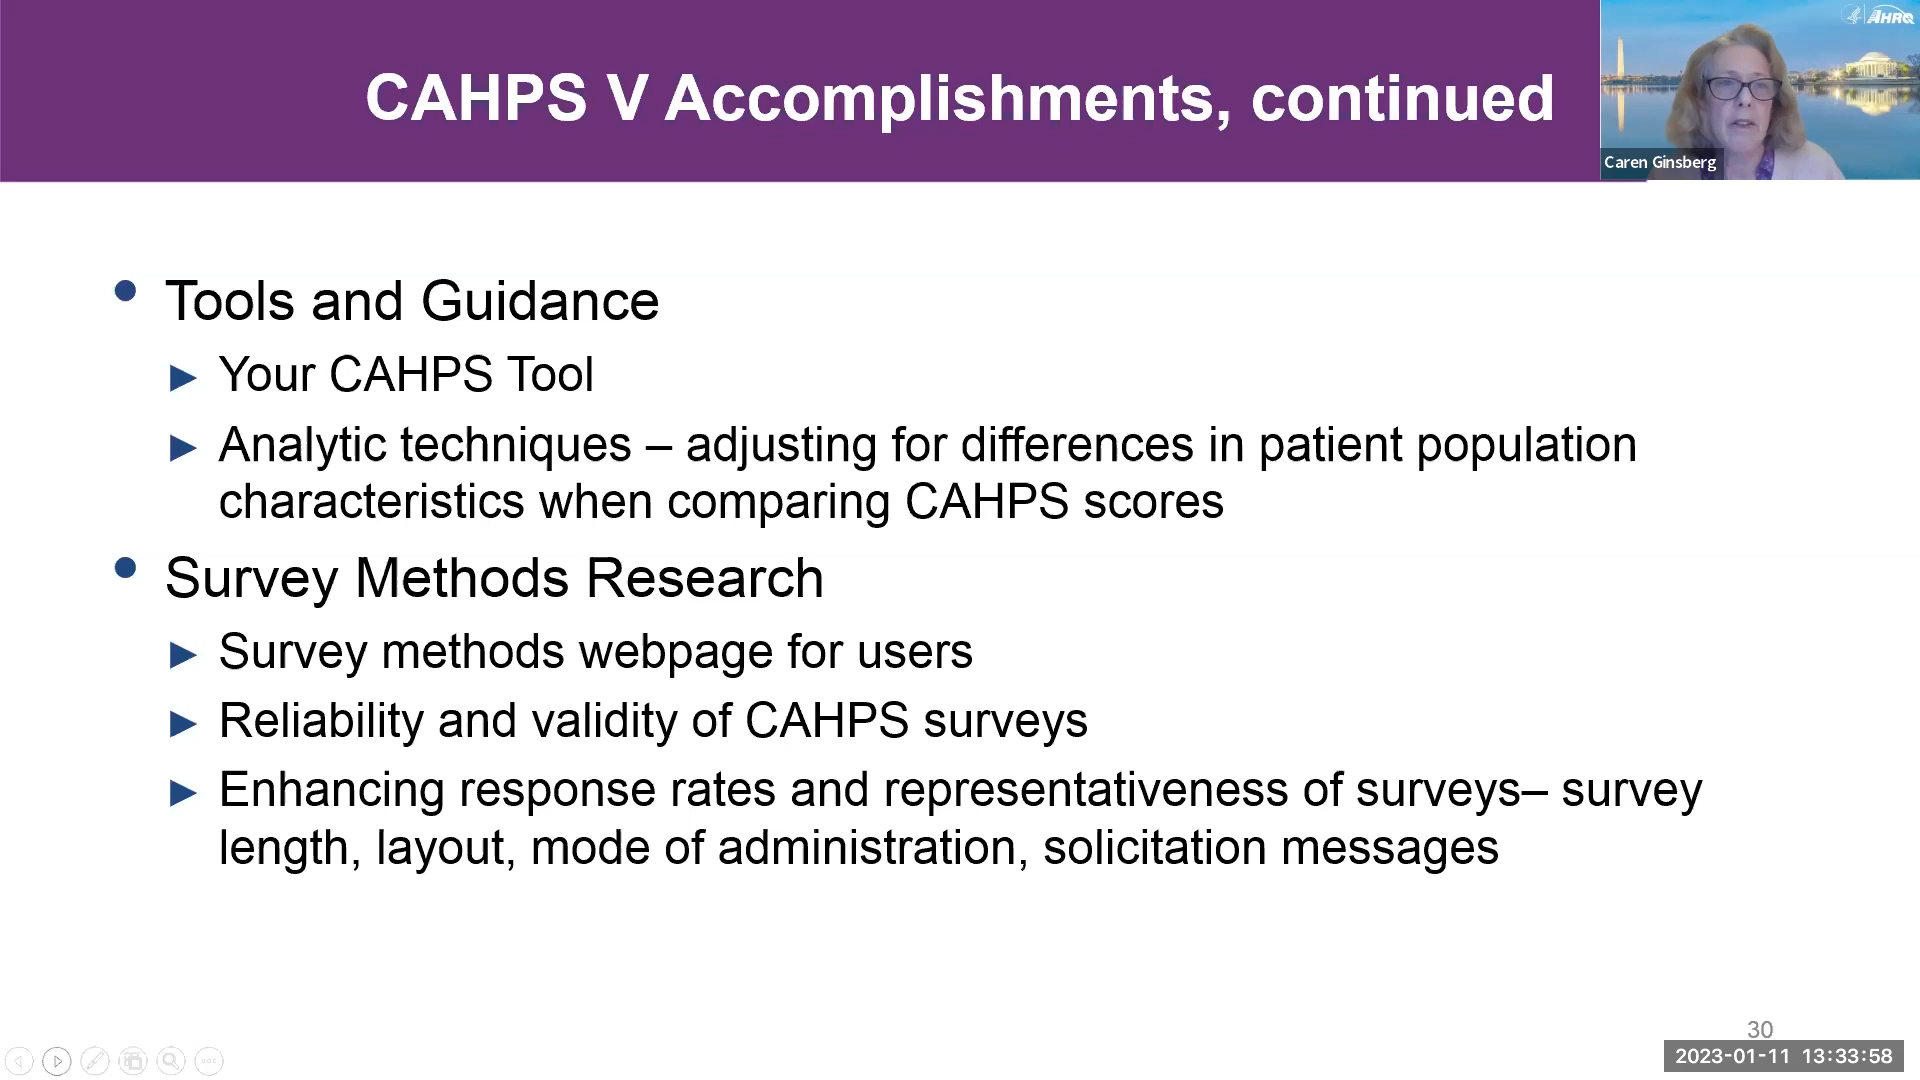 CAHPS V Accomplishments, continued
AHRQ
Caren Ginsberg
• Tools and Guidance
► Your CAHPS Tool
► Analytic techniques – adjusting for differences in patient population
characteristics when comparing CAHPS scores
• Survey Methods Research
► Survey methods webpage for users
► Reliability and validity of CAHPS surveys
► Enhancing response rates and representativeness of surveys– survey
length, layout, mode of administration, solicitation messages
30
2023-01-11 13:33:58